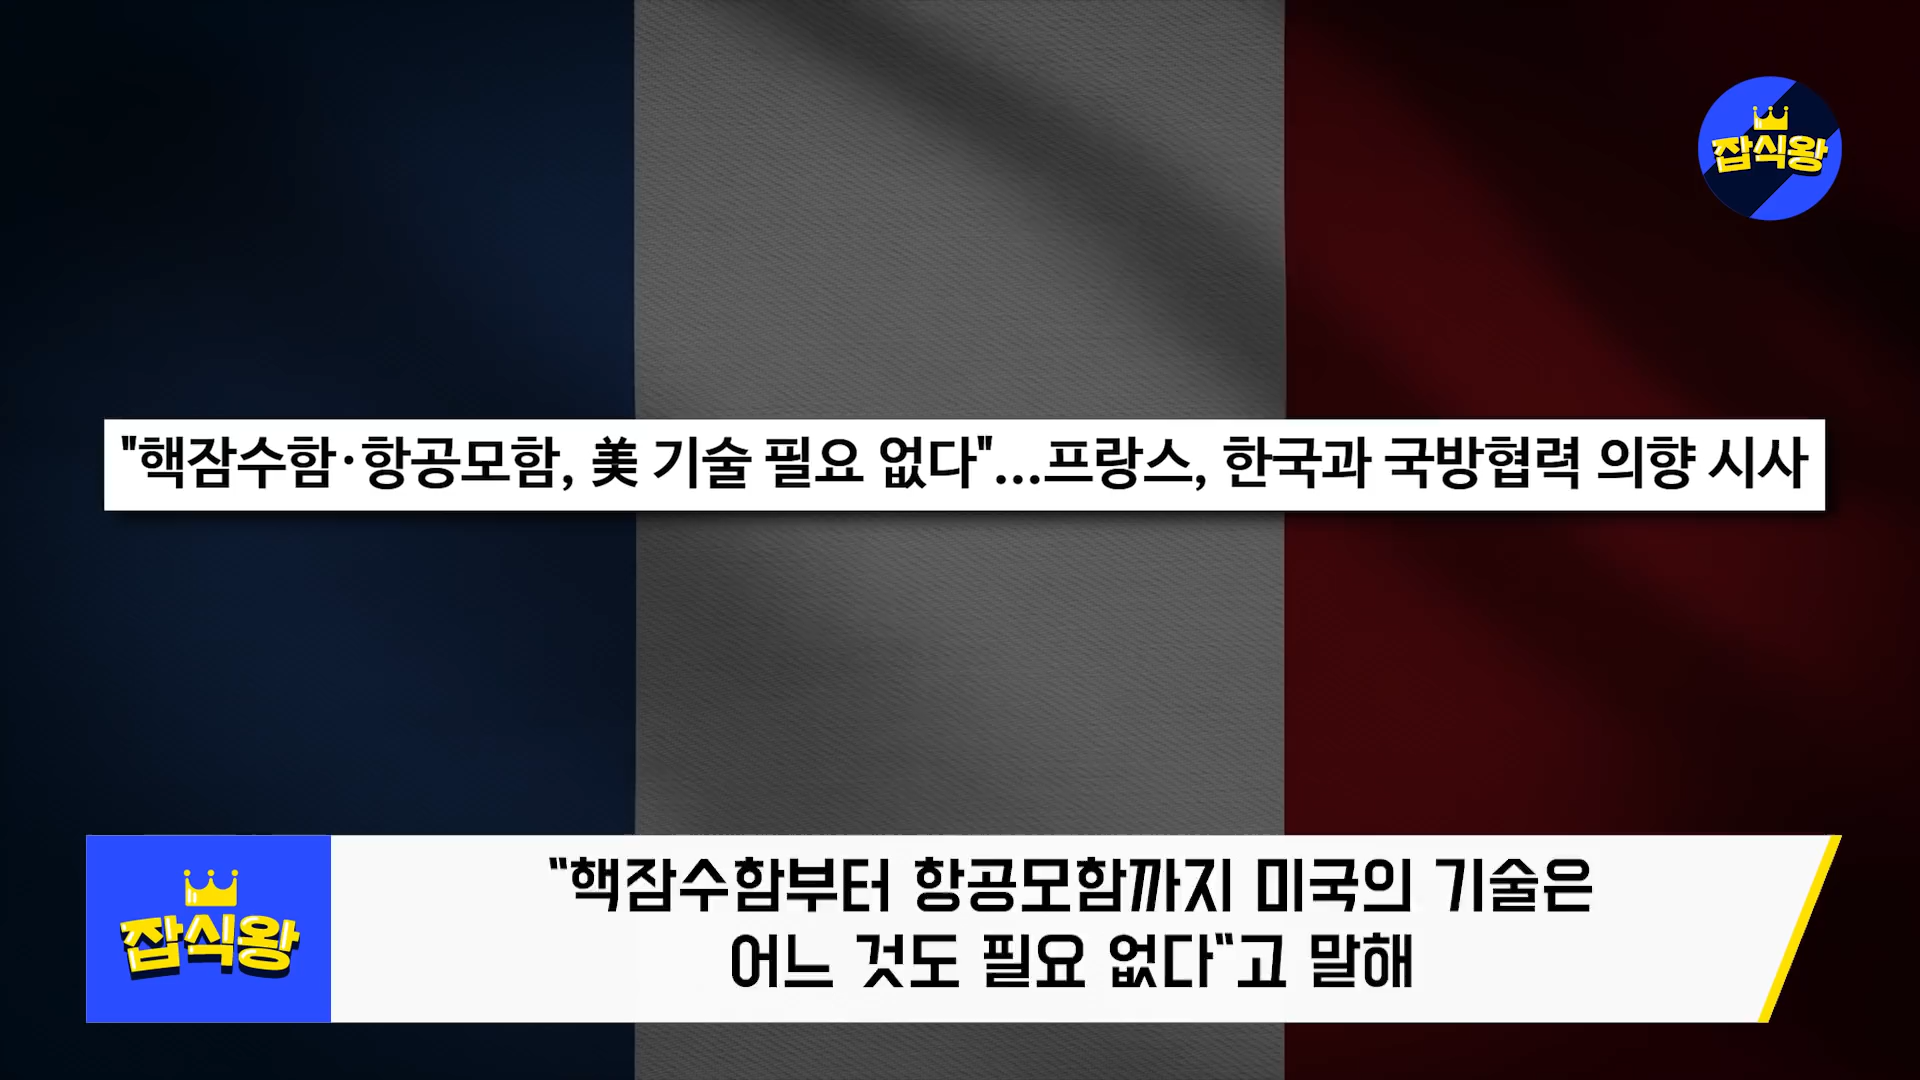 잡식왕
"핵잠수함·항공모함, 美 기술 필요 없다"...프랑스, 한국과 국방협력 의향 시사
잡식왕
"핵잠수함부터 항공모함까지 미국의 기술은
어느 것도 필요 없다"고 말해